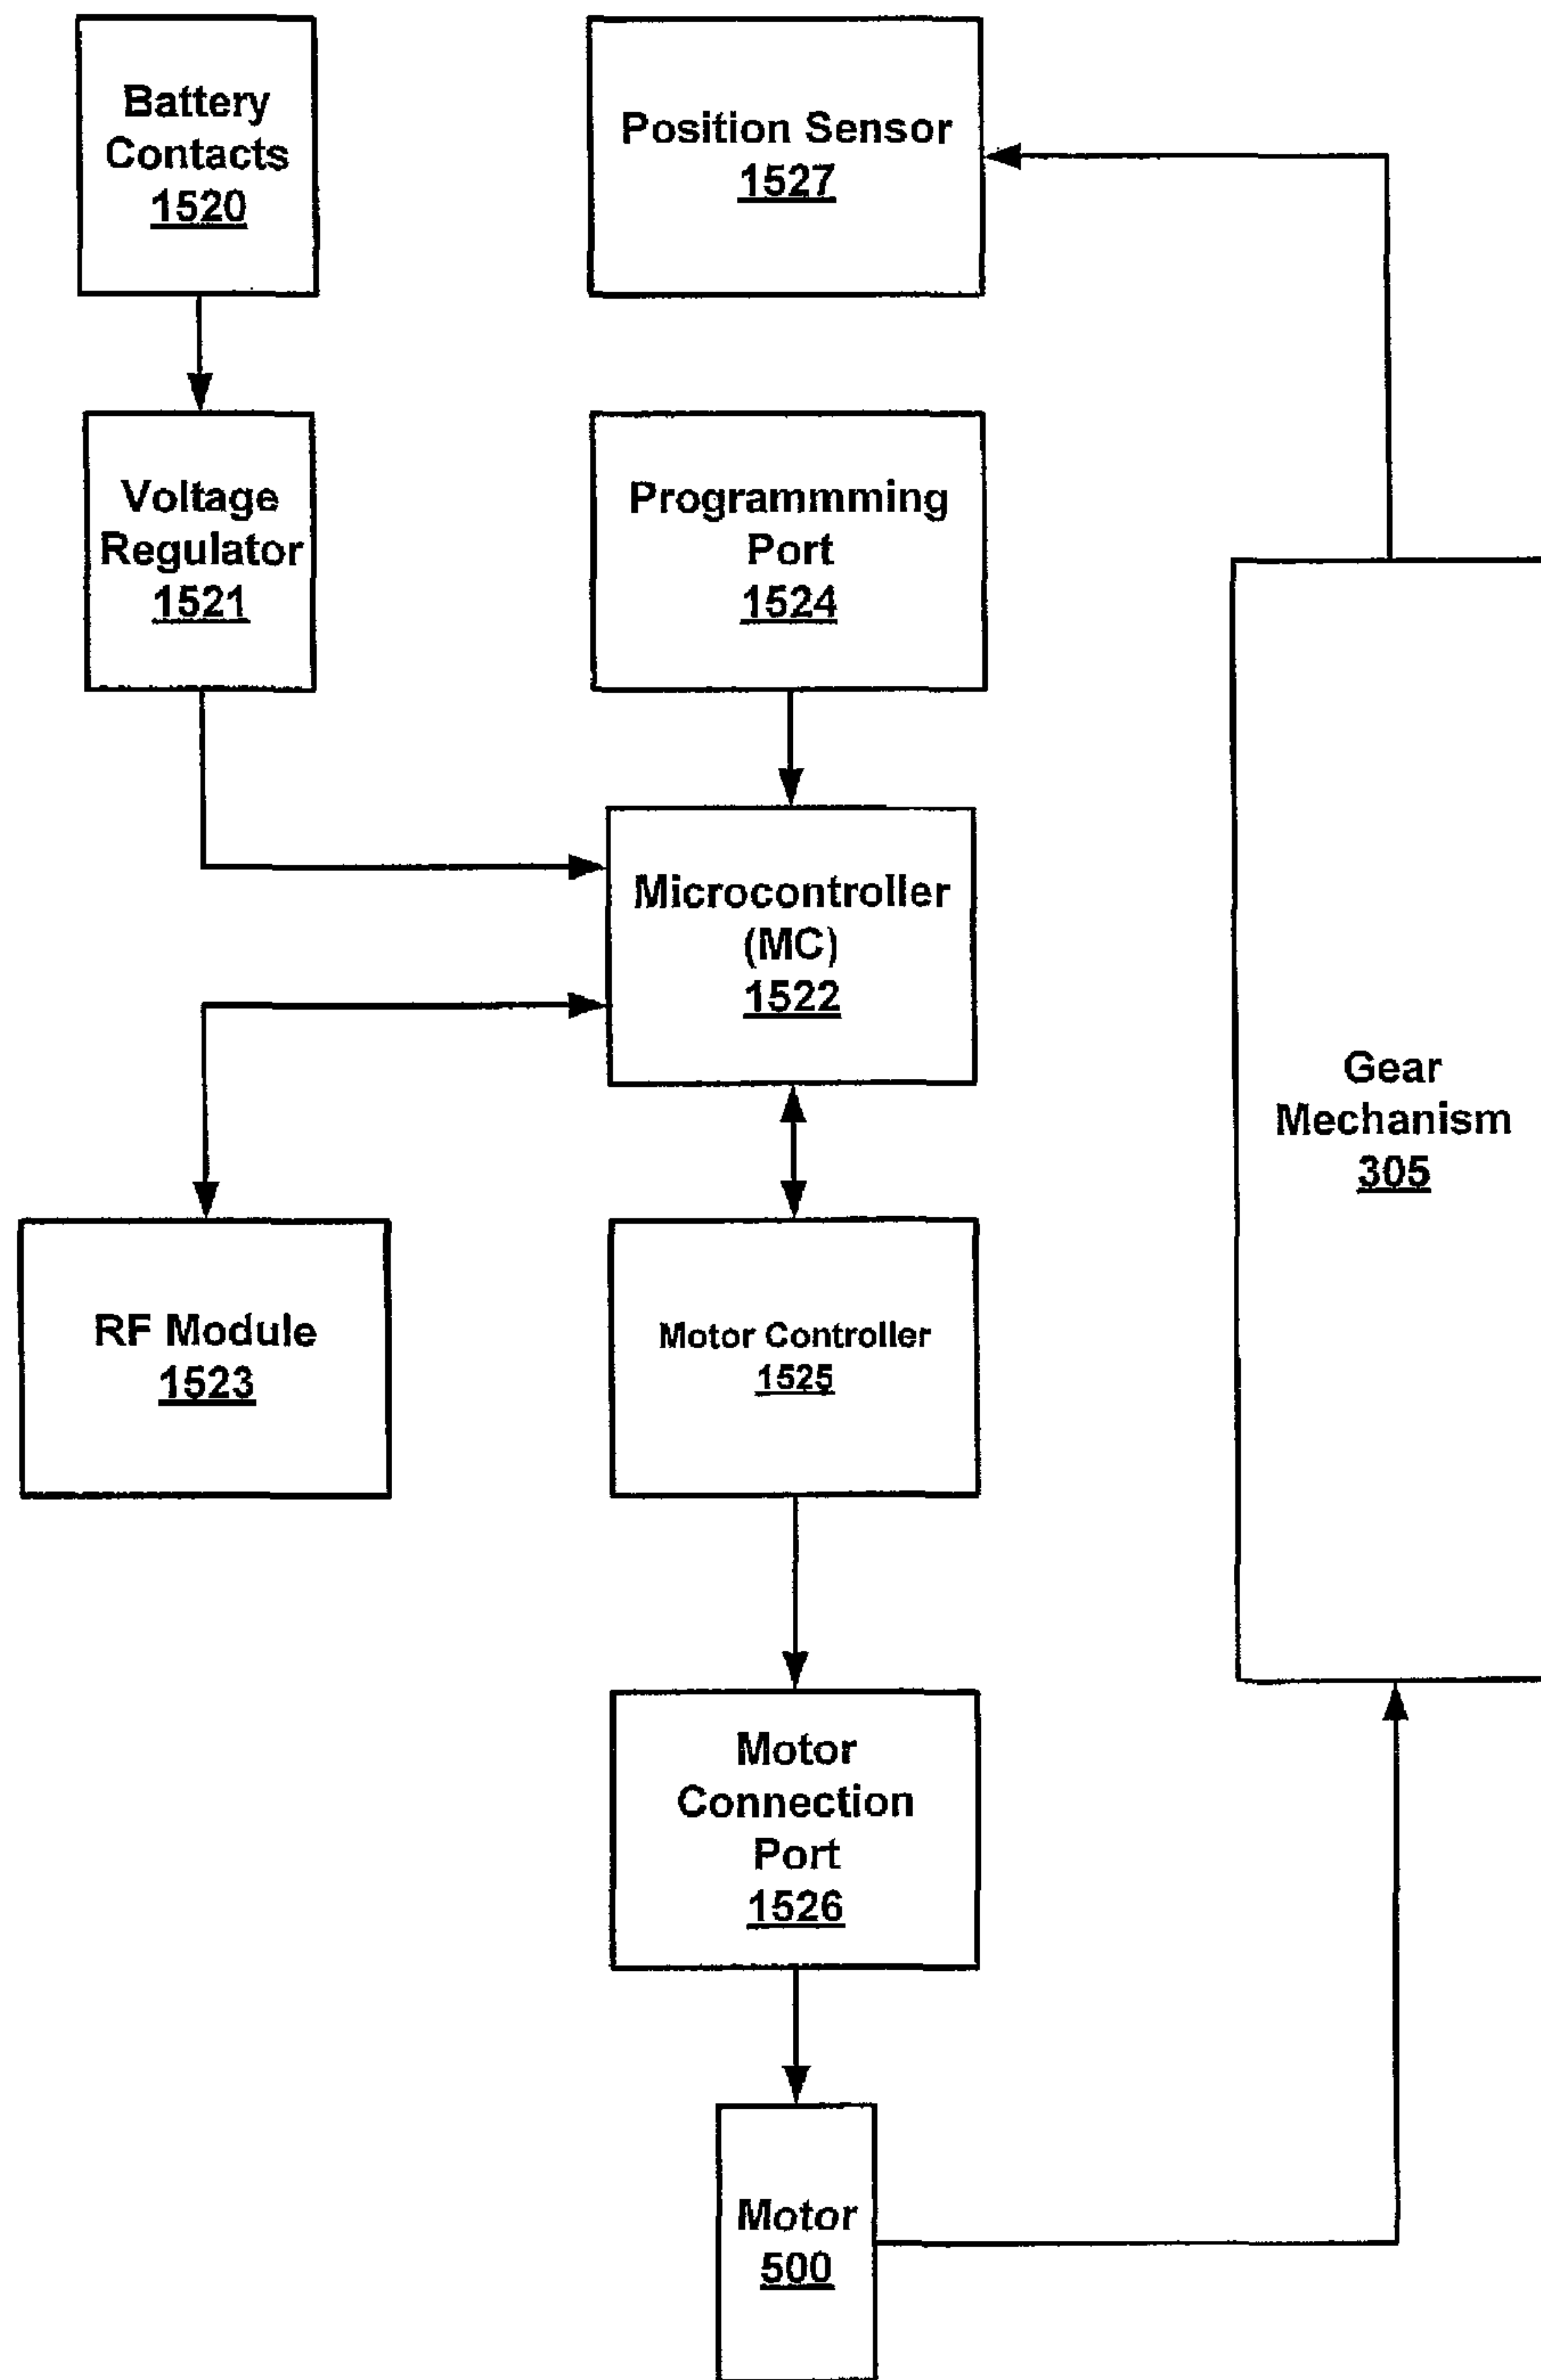 Battery
Contacts
1520
Position Sensor
1527
Voltage
Regulator
1521
Programmming
Port
1524
Microcontroller
(MC)
1522
Gear
Mechanism
305
RF Module
1523
Motor Controller
1525
Motor
Connection
Port
1526
Motor
500